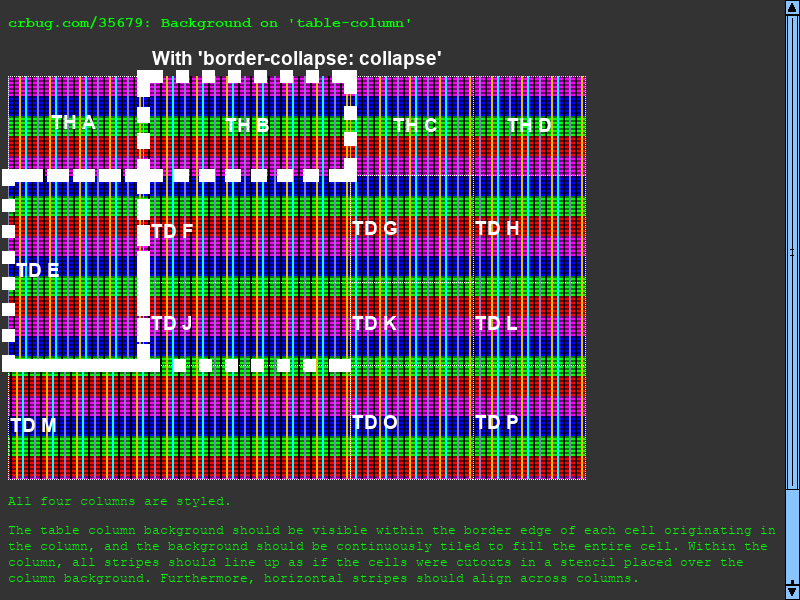 crbug.com/35679: Background on 'table-column'
With 'border-collapse: collapse'
TH A TH B TH C TH D
TD E TD F TD G TD H
TD J TD K TD L
TD M TD O TD P
All four columns are styled.
The table column background should be visible within the border edge of each cell originating in
the column, and the background should be continuously tiled to fill the entire cell. Within the
column, all stripes should line up as if the cells were cutouts in a stencil placed over the
column background. Furthermore, horizontal stripes should align across columns.